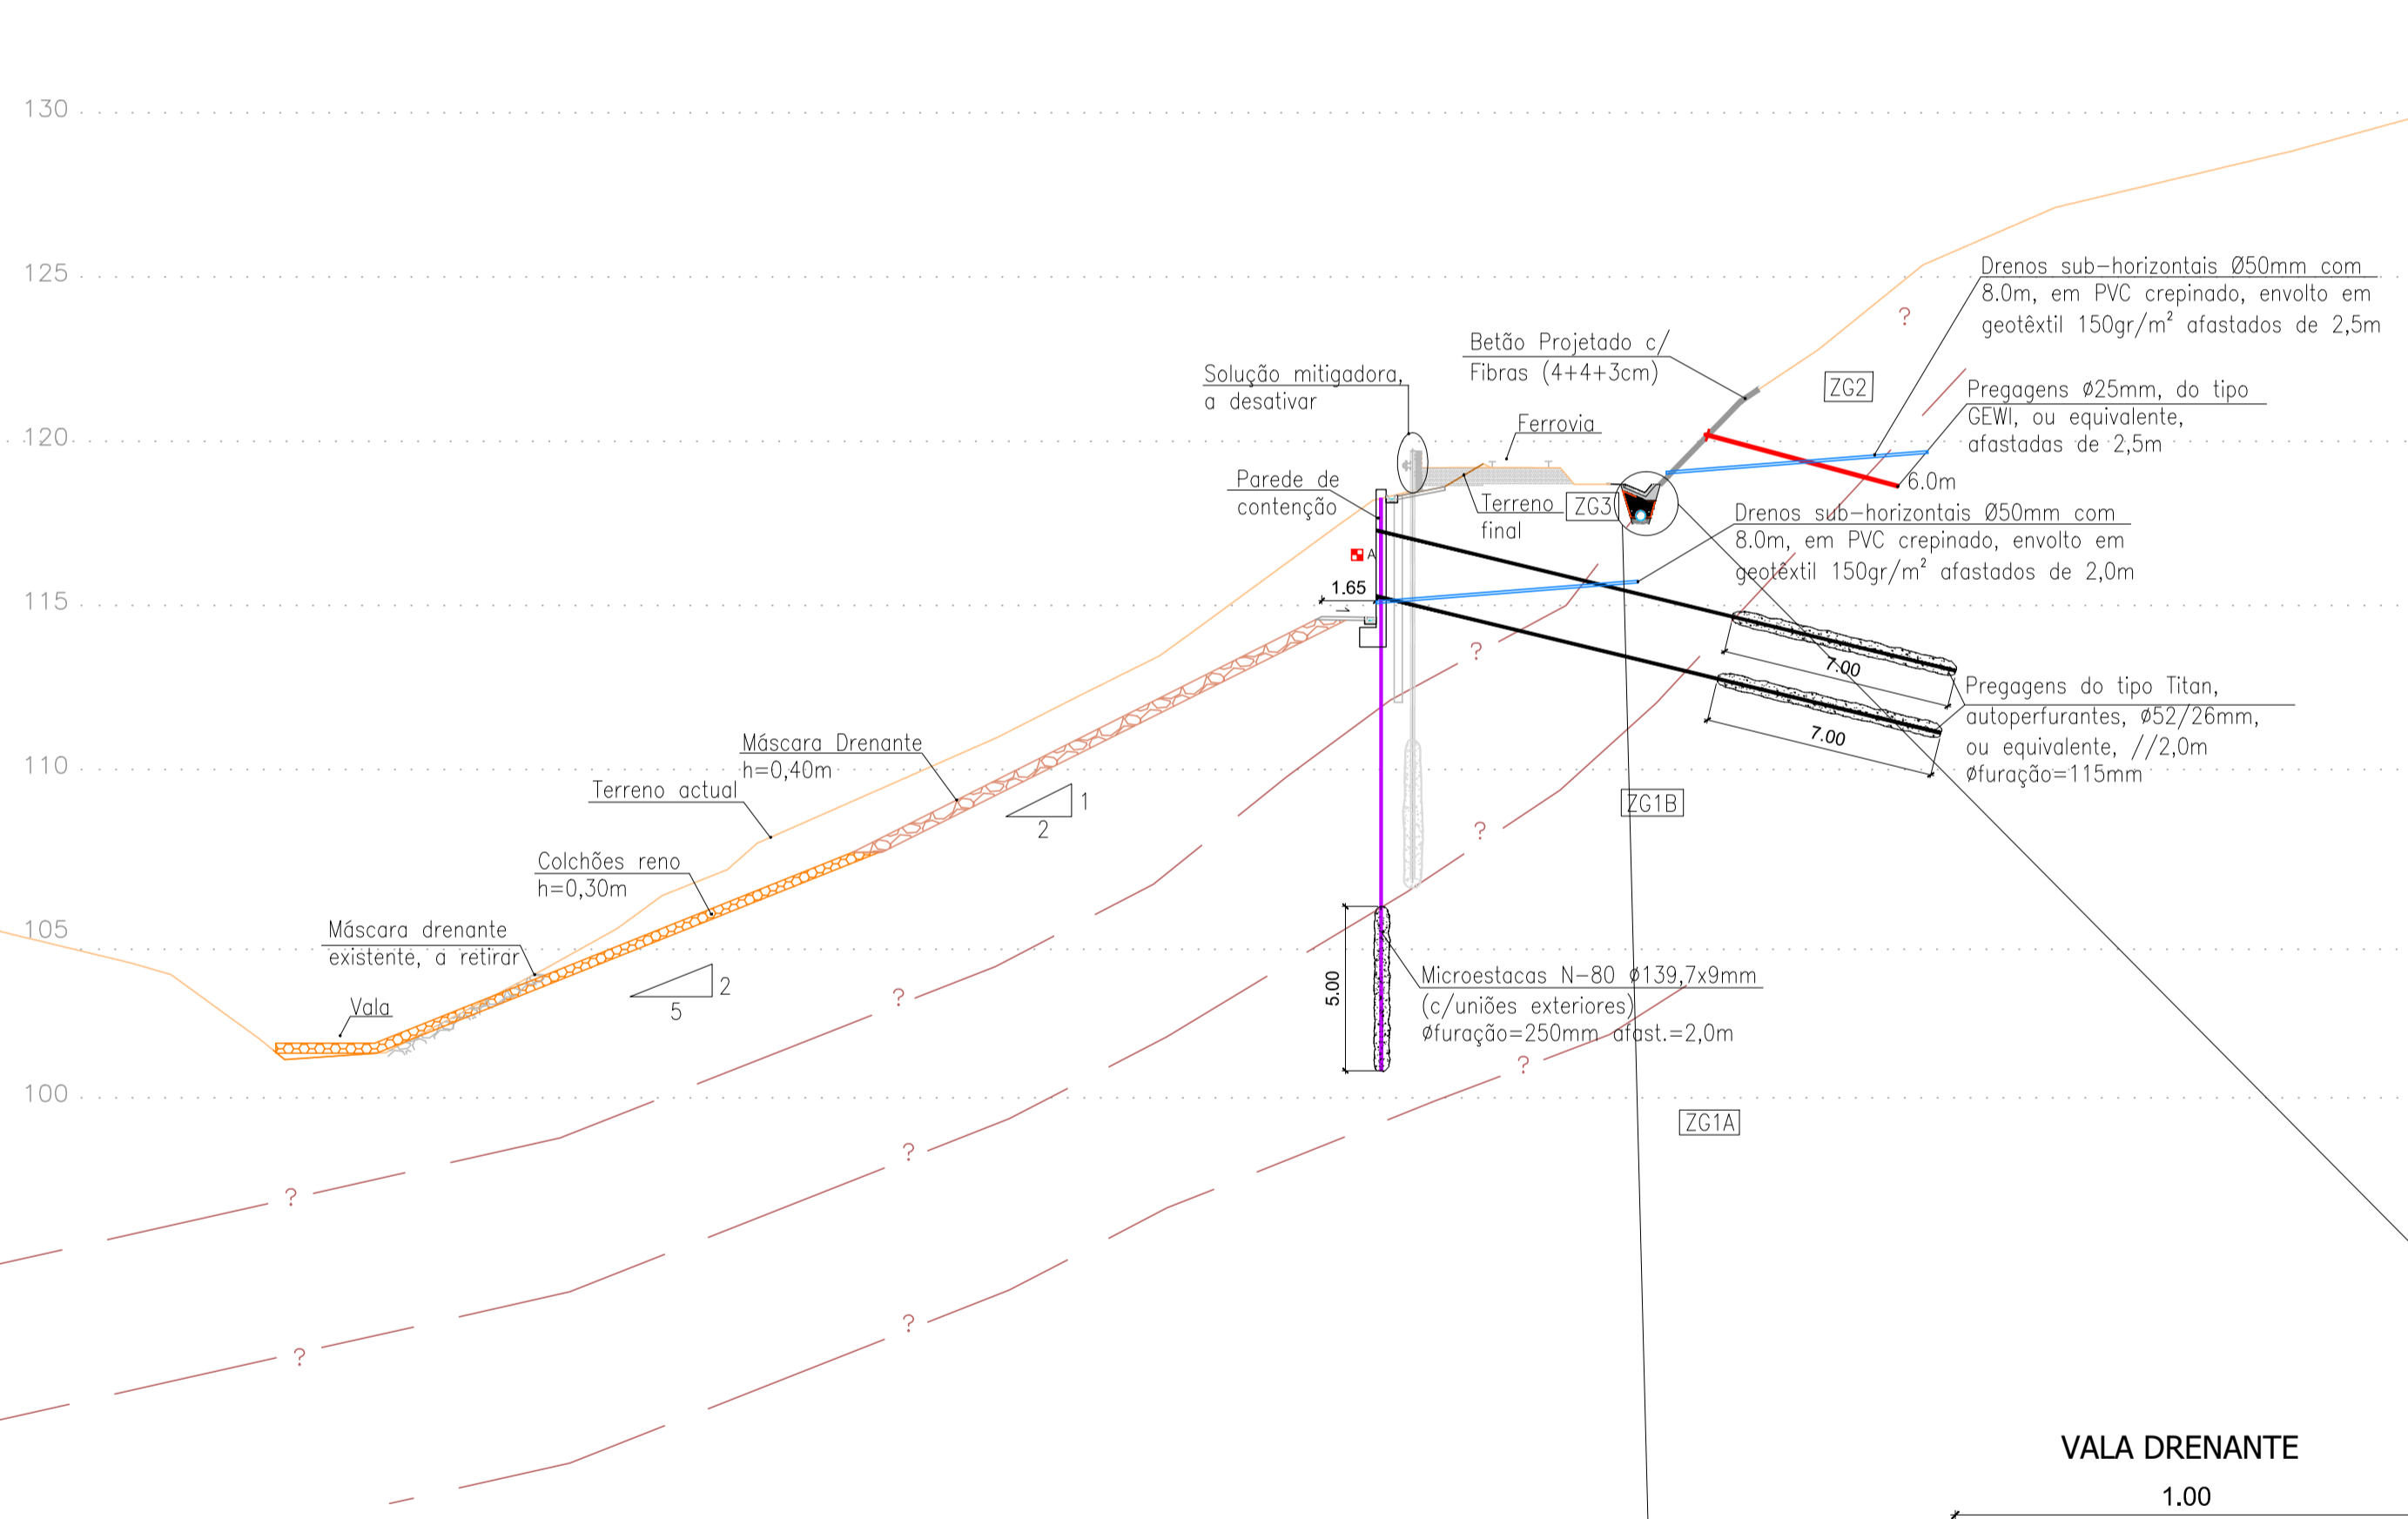 130
125
Drenos sub-horizontais Ø50mm com
8.0m, em PVC crepinado, envolto em
geotêxtil 150gr/m² afastados de 2,5m
?
Betão Projetado c/
Fibras (4+4+3cm)
Solução mitigadora,
a desativar
ZG2
Pregagens Ø25mm, do tipo
GEWI, ou equivalente,
afastadas de 2,5m
120
Ferrovia
Parede de
contenção
6.0m
Terreno
final
ZG3
Drenos sub-horizontais Ø50mm com
8.0m, em PVC crepinado, envolto em
geotêxtil 150gr/m² afastados de 2,0m
A
115
1.65
1
?
7.00
7.00
Pregagens do tipo Titan,
autoperfurantes, Ø52/26mm,
ou equivalente, //2,0m
Øfuração=115mm
110
Máscara Drenante
h=0,40m
Terreno actual
1
2
ZG1B
?
Colchões reno
h=0,30m
105
Máscara drenante
existente, a retirar
2
5
Vala
5.00
Microestacas N-80 Ø139,7x9mm
(c/uniões exteriores)
Øfuração=250mm afast.=2,0m
?
?
100
ZG1A
?
?
?
?
VALA DRENANTE
1.00